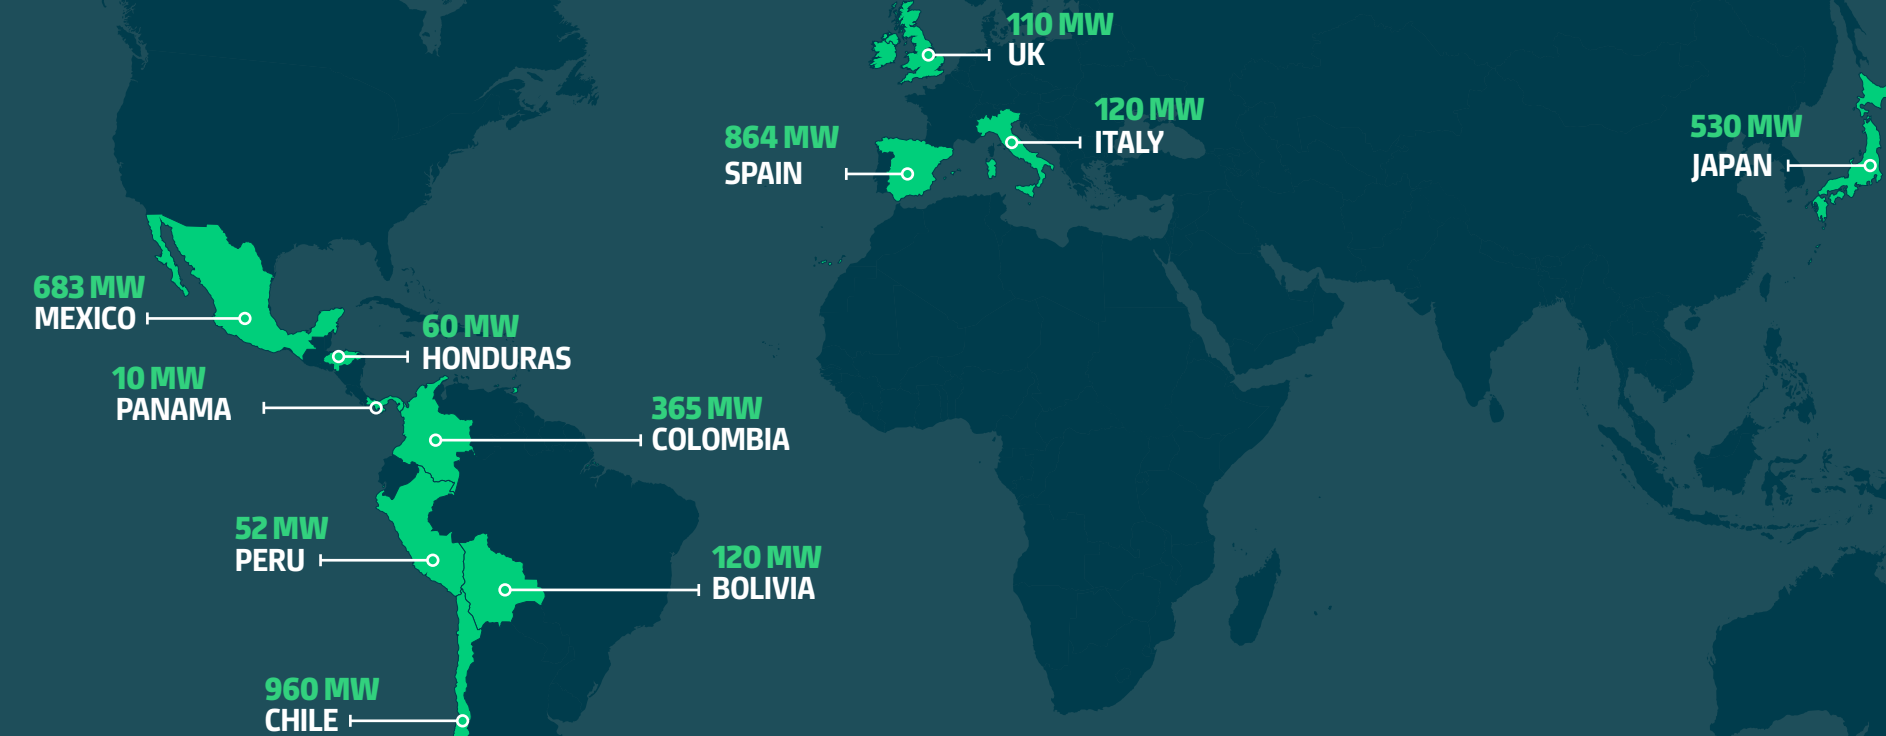 110 MW
UK
120 MW
ITALY
864 MW
SPAIN
530 MW
JAPAN
683 MW
MEXICO
60 MW
HONDURAS
10 MW
PANAMA
365 MW
COLOMBIA
52 MW
PERU
120 MW
BOLIVIA
960 MW
CHILE